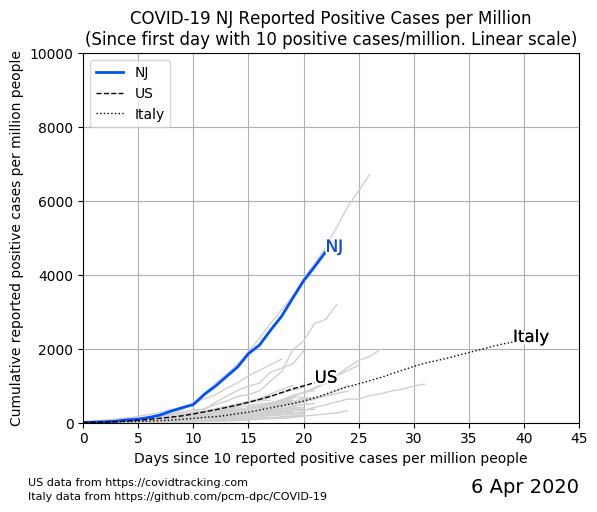 COVID-19 NJ Reported Positive Cases per Million
(Since first day with 10 positive cases/million. Linear scale)
Cumulative reported positive cases per million people
10000
8000
6000
4000
2000
0
NJ
US
Italy
NJ
US
Italy
0 5 10 15 20 25 30 35 40 45
Days since 10 reported positive cases per million people
US data from https://covidtracking.com
Italy data from https://github.com/pcm-dpc/COVID-19
6 Apr 2020